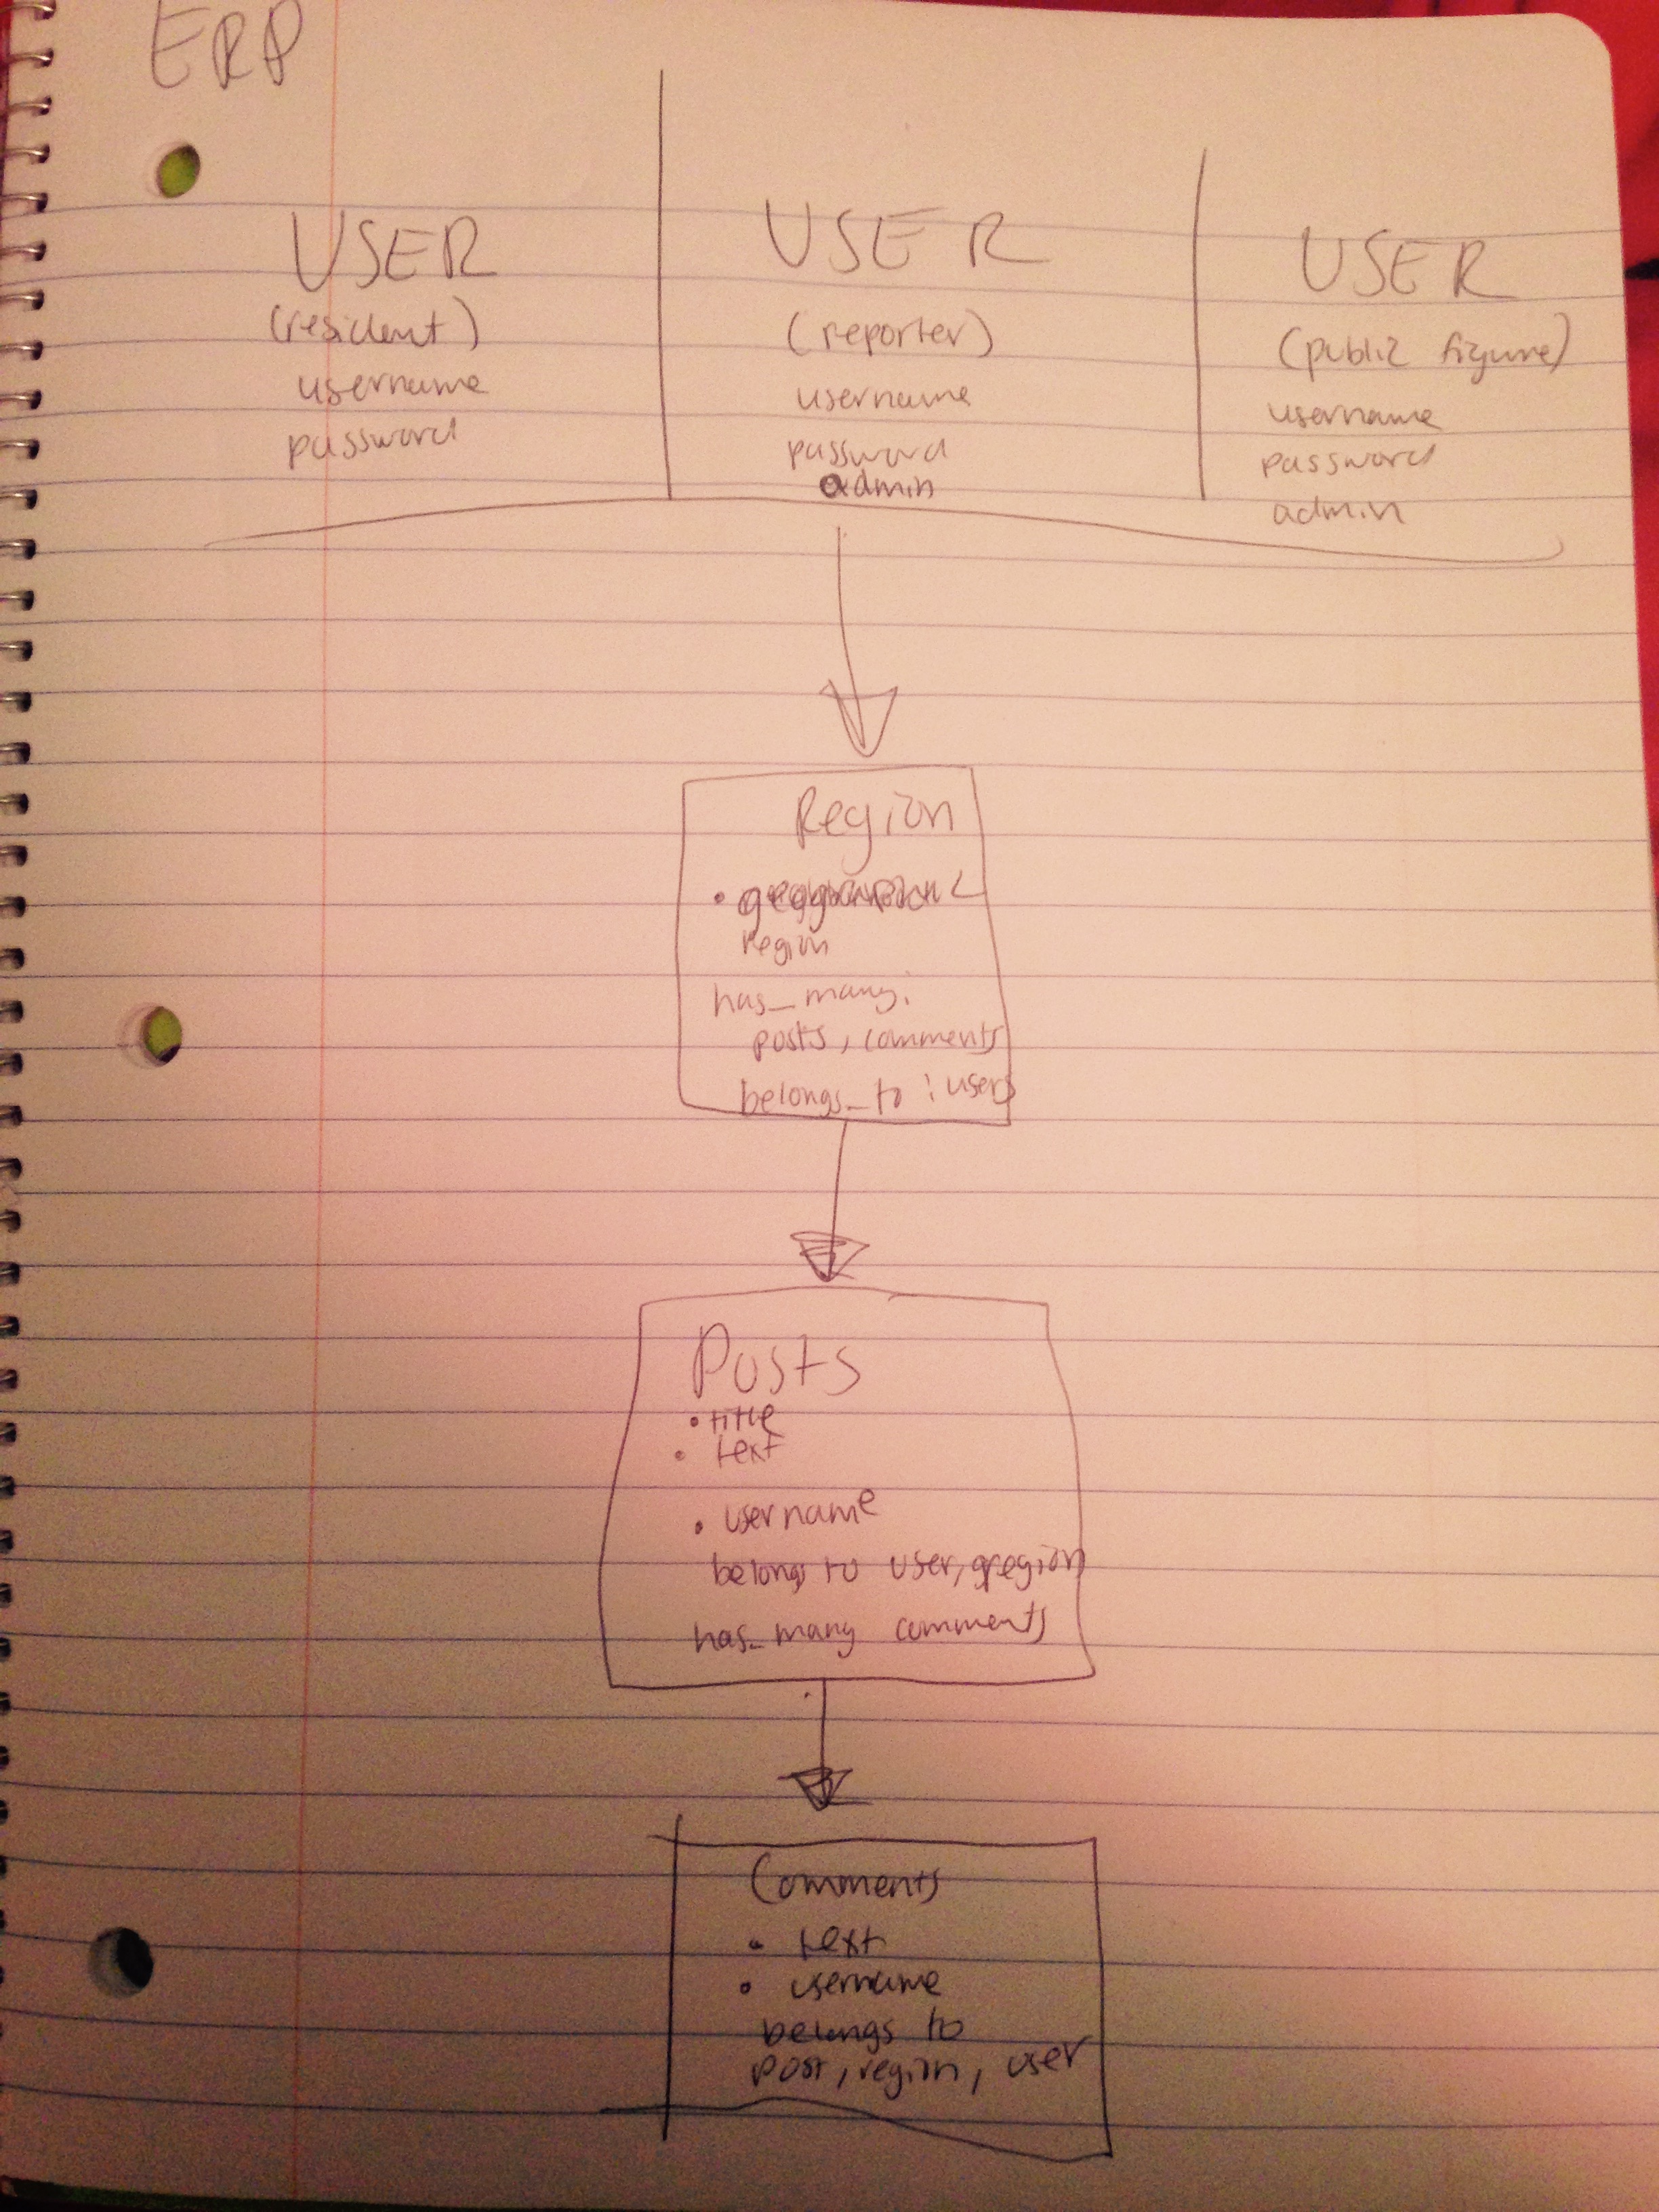 ERP
USER
(resident)
username
password
USER
(reporter)
username
password
admin
USER
(public figure)
username
password
admin
Region
•
region
has_many:
posts, comments
belongs_to : users
Posts
• title
• text
• username
belongs to user, region
has_many comments
Comments
• text
• username
belongs to
post, region, user